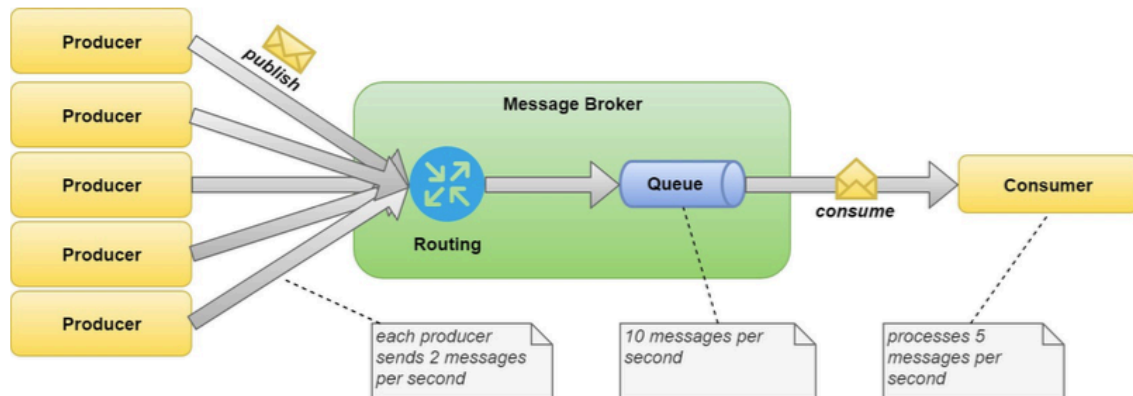 Producer
publish
Producer
Producer
Producer
Producer
Message Broker
Routing
Queue
consume
Consumer
each producer
sends 2 messages
per second
10 messages per
second
processes 5
messages per
second